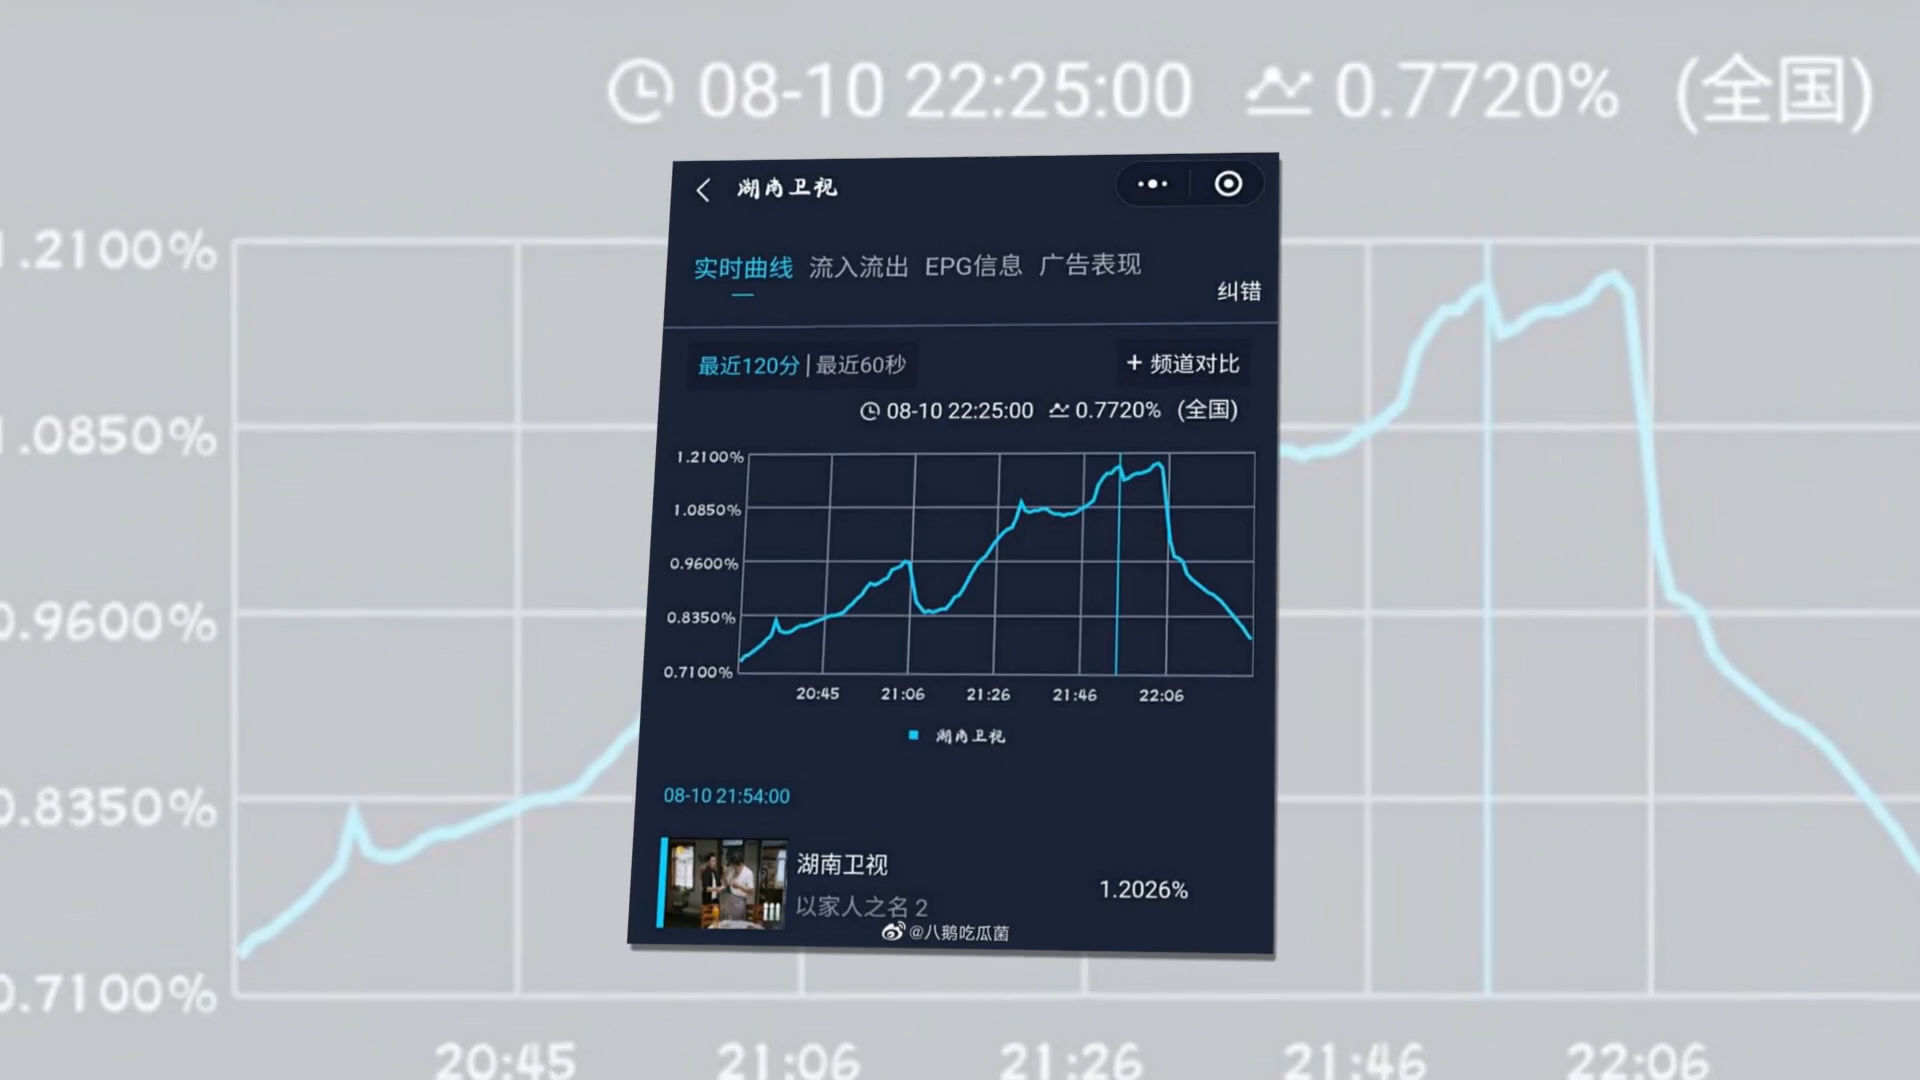 08-10 22:25:00 0.7720% (全国)
湖南卫视
实时曲线 流入流出 EPG信息 广告表现
纠错
最近120分|最近60秒
+ 频道对比
08-10 22:25:00 0.7720% (全国)
1.2100%
1.0850%
0.9600%
0.8350%
0.7100%
20:45 21:06 21:26 21:46 22:06
湖南卫视
08-10 21:54:00
湖南卫视
以家人之名 2
1.2026%
@八鹅吃瓜菌
1.2100%
1.0850%
0.9600%
0.8350%
0.7100%
20:45 21:06 21:26 21:46 22:06